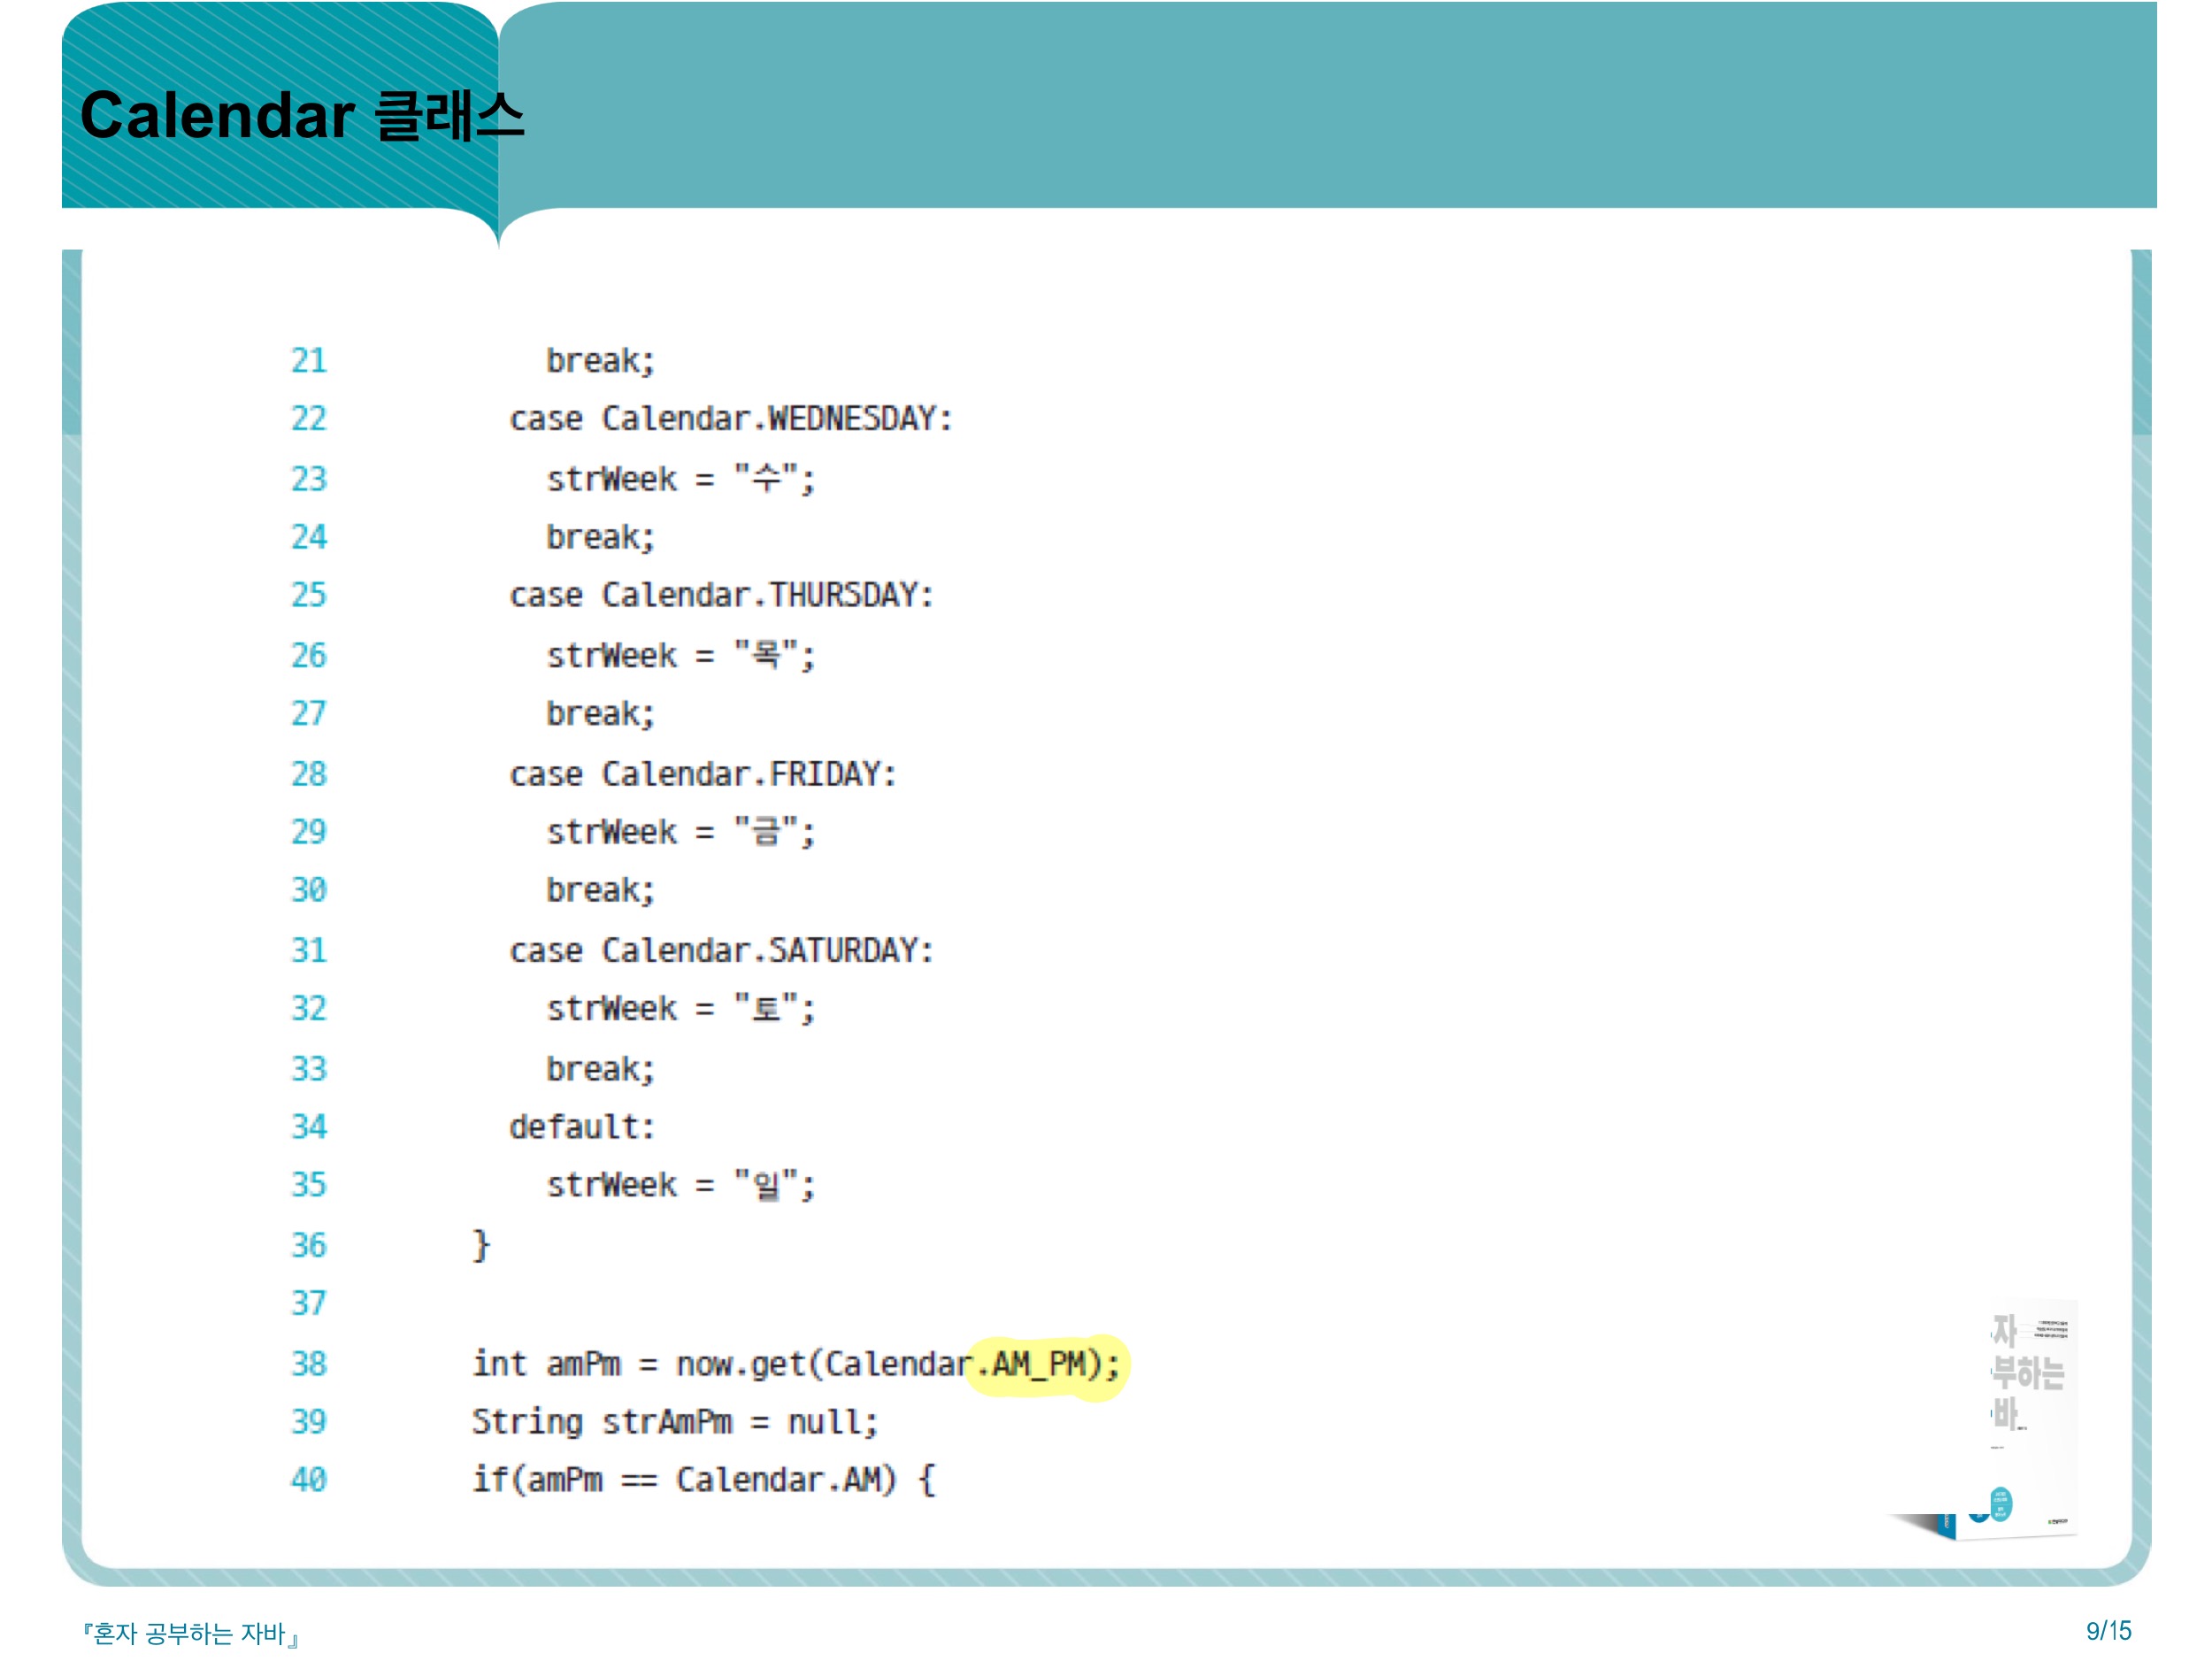 Calendar 클래스
21 break;
22 case Calendar.WEDNESDAY:
23 strWeek = "수";
24 break;
25 case Calendar.THURSDAY:
26 strWeek = "목";
27 break;
28 case Calendar.FRIDAY:
29 strWeek = "금";
30 break;
31 case Calendar.SATURDAY:
32 strWeek = "토";
33 break;
34 default:
35 strWeek = "일";
36 }
37
38 int amPm = now.get(Calendar.AM_PM);
39 String strAmPm = null;
40 if(amPm == Calendar.AM) {
자
부하는
바
『혼자 공부하는 자바』
9/15